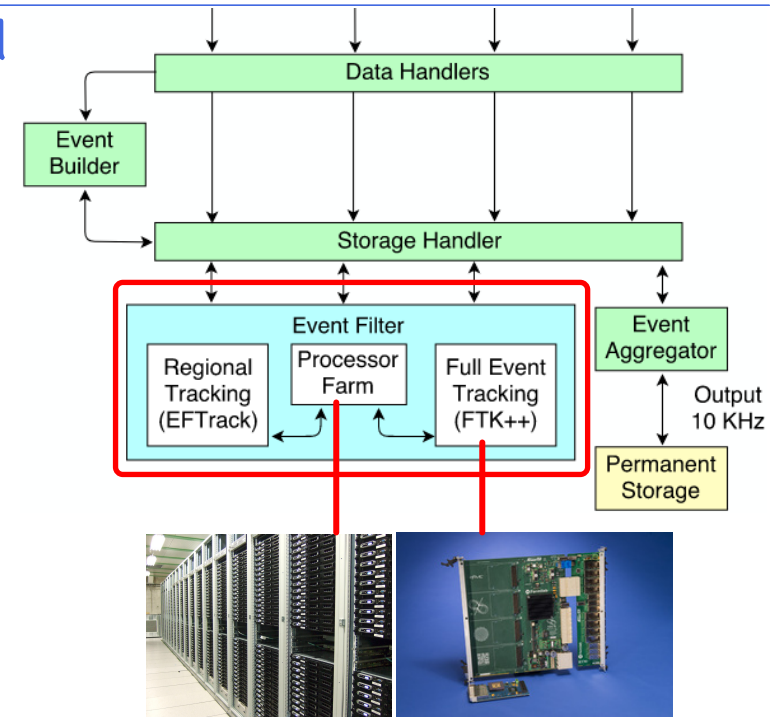 Data Handlers
Event
Builder
Storage Handler
Event Filter
Regional
Tracking
(EFTrack)
Processor
Farm
Full Event
Tracking
(FTK++)
Event
Aggregator
Output
10 KHz
Permanent
Storage